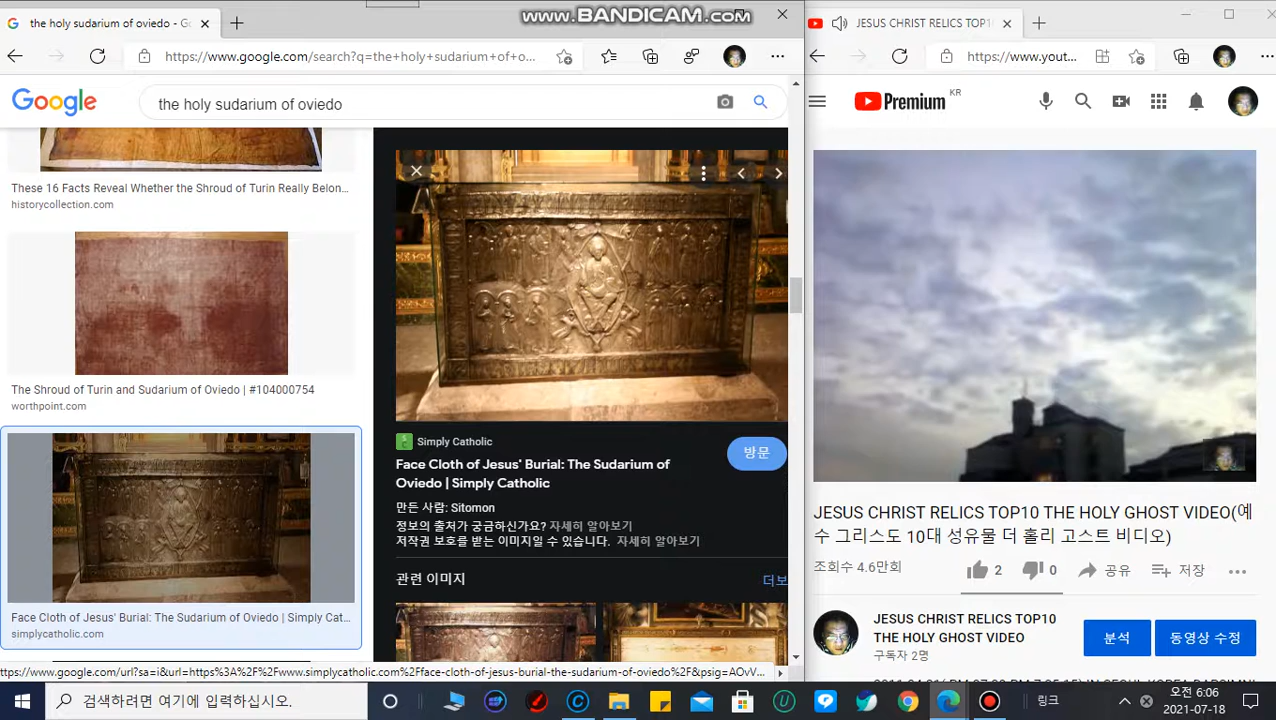 www.BANDICAM.com
the holy sudarium of oviedo - Go
https://www.google.com/search?q=the+holy+sudarium+of+o...
Google
the holy sudarium of oviedo
These 16 Facts Reveal Whether the Shroud of Turin Really Belon...
historycollection.com
The Shroud of Turin and Sudarium of Oviedo | #104000754
worthpoint.com
Face Cloth of Jesus' Burial: The Sudarium of Oviedo | Simply Cat...
simplycatholic.com
Simply Catholic
Face Cloth of Jesus' Burial: The Sudarium of
Oviedo | Simply Catholic
방문
만든 사람: Sitomon
정보의 출처가 궁금하신가요? 자세히 알아보기
저작권 보호를 받는 이미지일 수 있습니다. 자세히 알아보기
관련 이미지
더보
https://www.google.com/url?sa=i&url=https%3A%2F%2Fwww.simplycatholic.com%2Fface-cloth-of-jesus-burial-the-sudarium-of-oviedo%2F&psig=AOvV...
JESUS CHRIST RELICS TOP1
https://www.yout...
Premium KR
JESUS CHRIST RELICS TOP10 THE HOLY GHOST VIDEO(예
수 그리스도 10대 성유물 더 홀리 고스트 비디오)
조회수 4.6만회
2
0
공유
저장
JESUS CHRIST RELICS TOP10
THE HOLY GHOST VIDEO
구독자 2명
분석
동영상 수정
검색하려면 여기에 입력하십시오.
링크
오전 6:06
2021-07-18